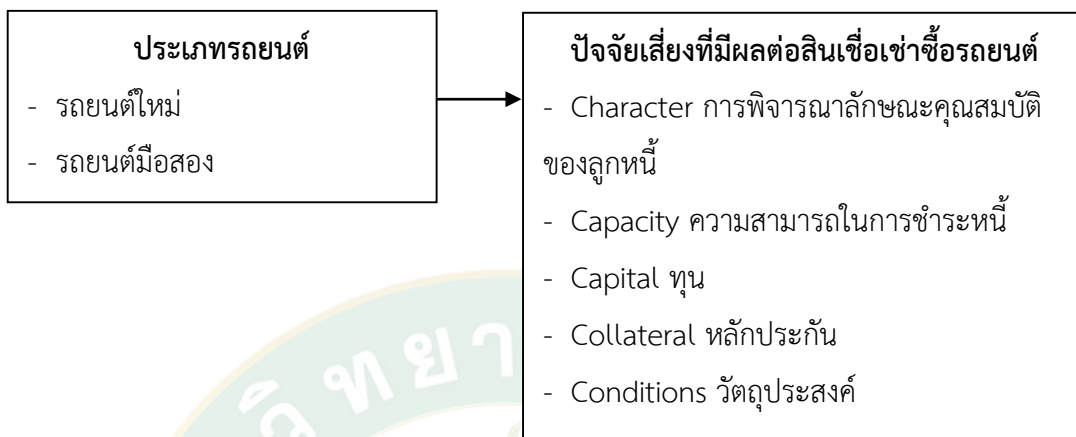 ประเภทรถยนต์
- รถยนต์ใหม่
- รถยนต์มือสอง
ปัจจัยเสี่ยงที่มีผลต่อสินเชื่อเช่าซื้อรถยนต์
- Character การพิจารณาลักษณะคุณสมบัติ
ของลูกหนี้
- Capacity ความสามารถในการชำระหนี้
- Capital ทุน
- Collateral หลักประกัน
- Conditions วัตถุประสงค์